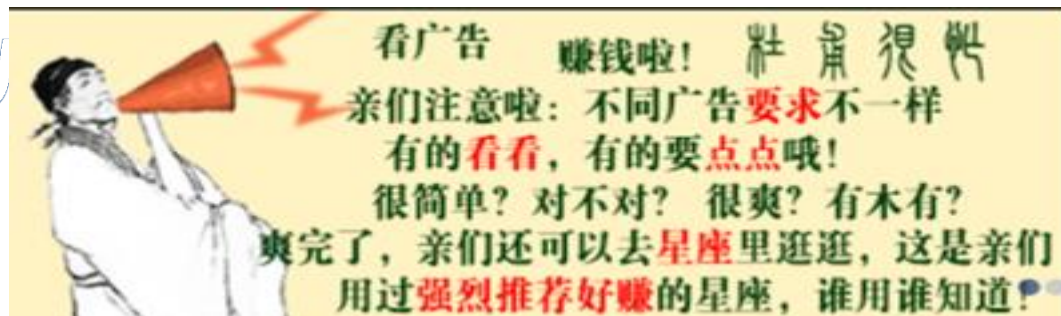 看广告 赚钱啦! 杜甫很忙
亲们注意啦：不同广告要求不一样
有的看看，有的要点点哦!
很简单？对不对？ 很爽？有木有？
爽完了，亲们还可以去星座里逛逛，这是亲们
用过强烈推荐好赚的星座，谁用谁知道!